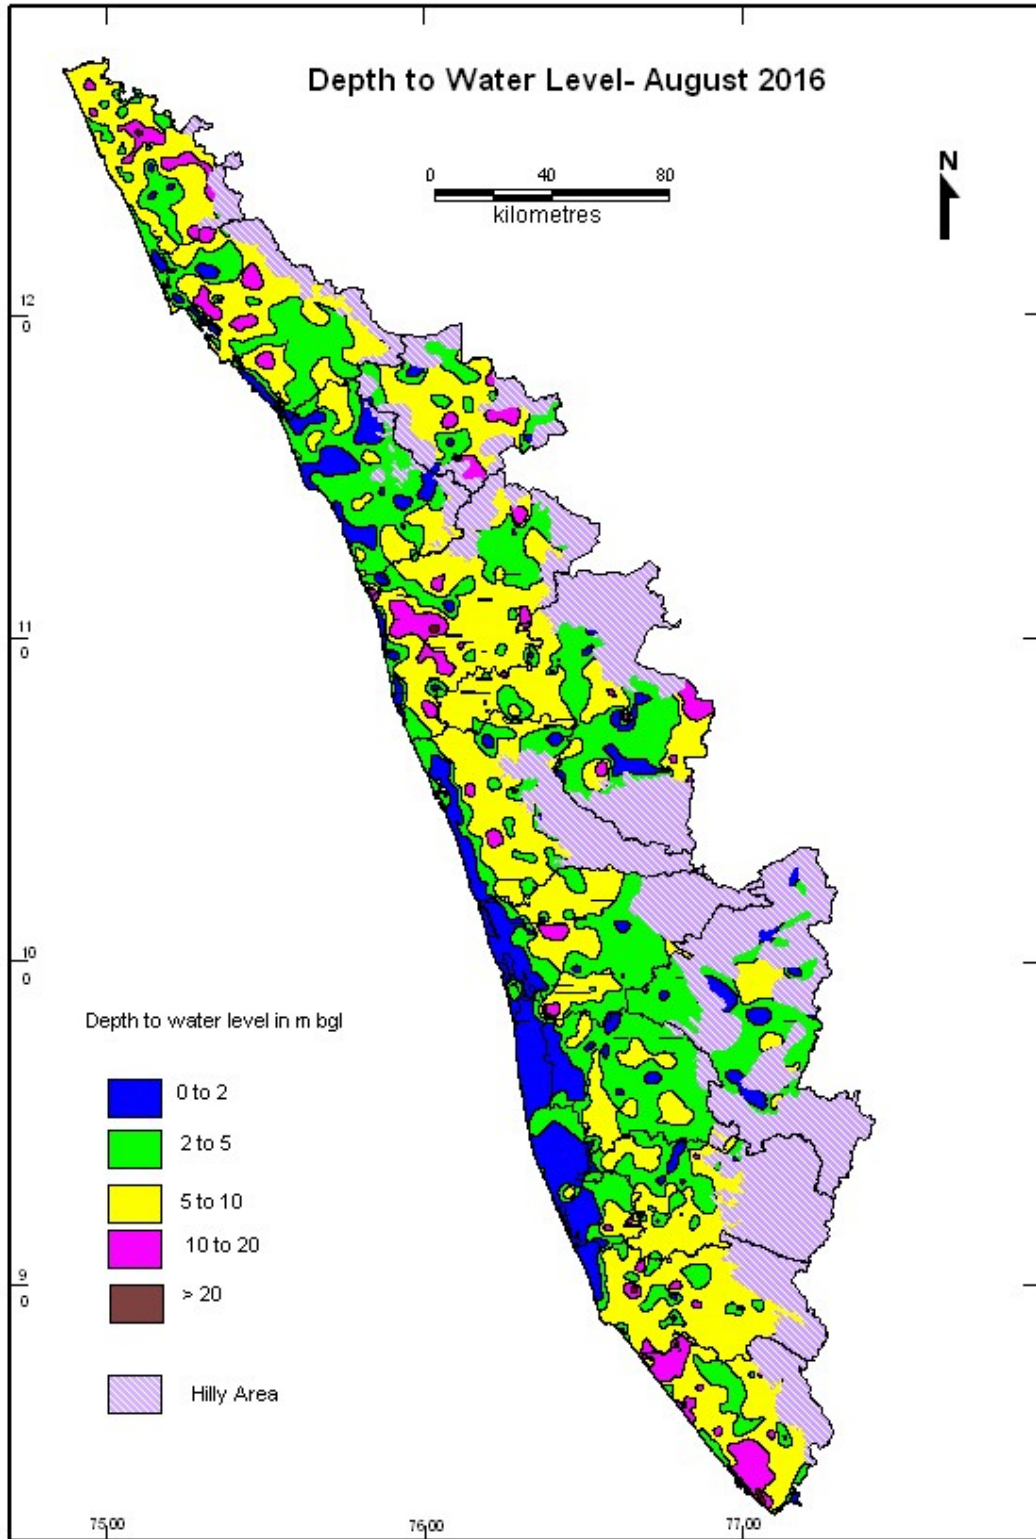 Depth to Water Level- August 2016
N
0 40 80
kilometres
12
0
11
0
10
0
Depth to water level in m bgl
0 to 2
2 to 5
5 to 10
10 to 20
> 20
9
0
Hilly Area
75.00 76.00 77.00